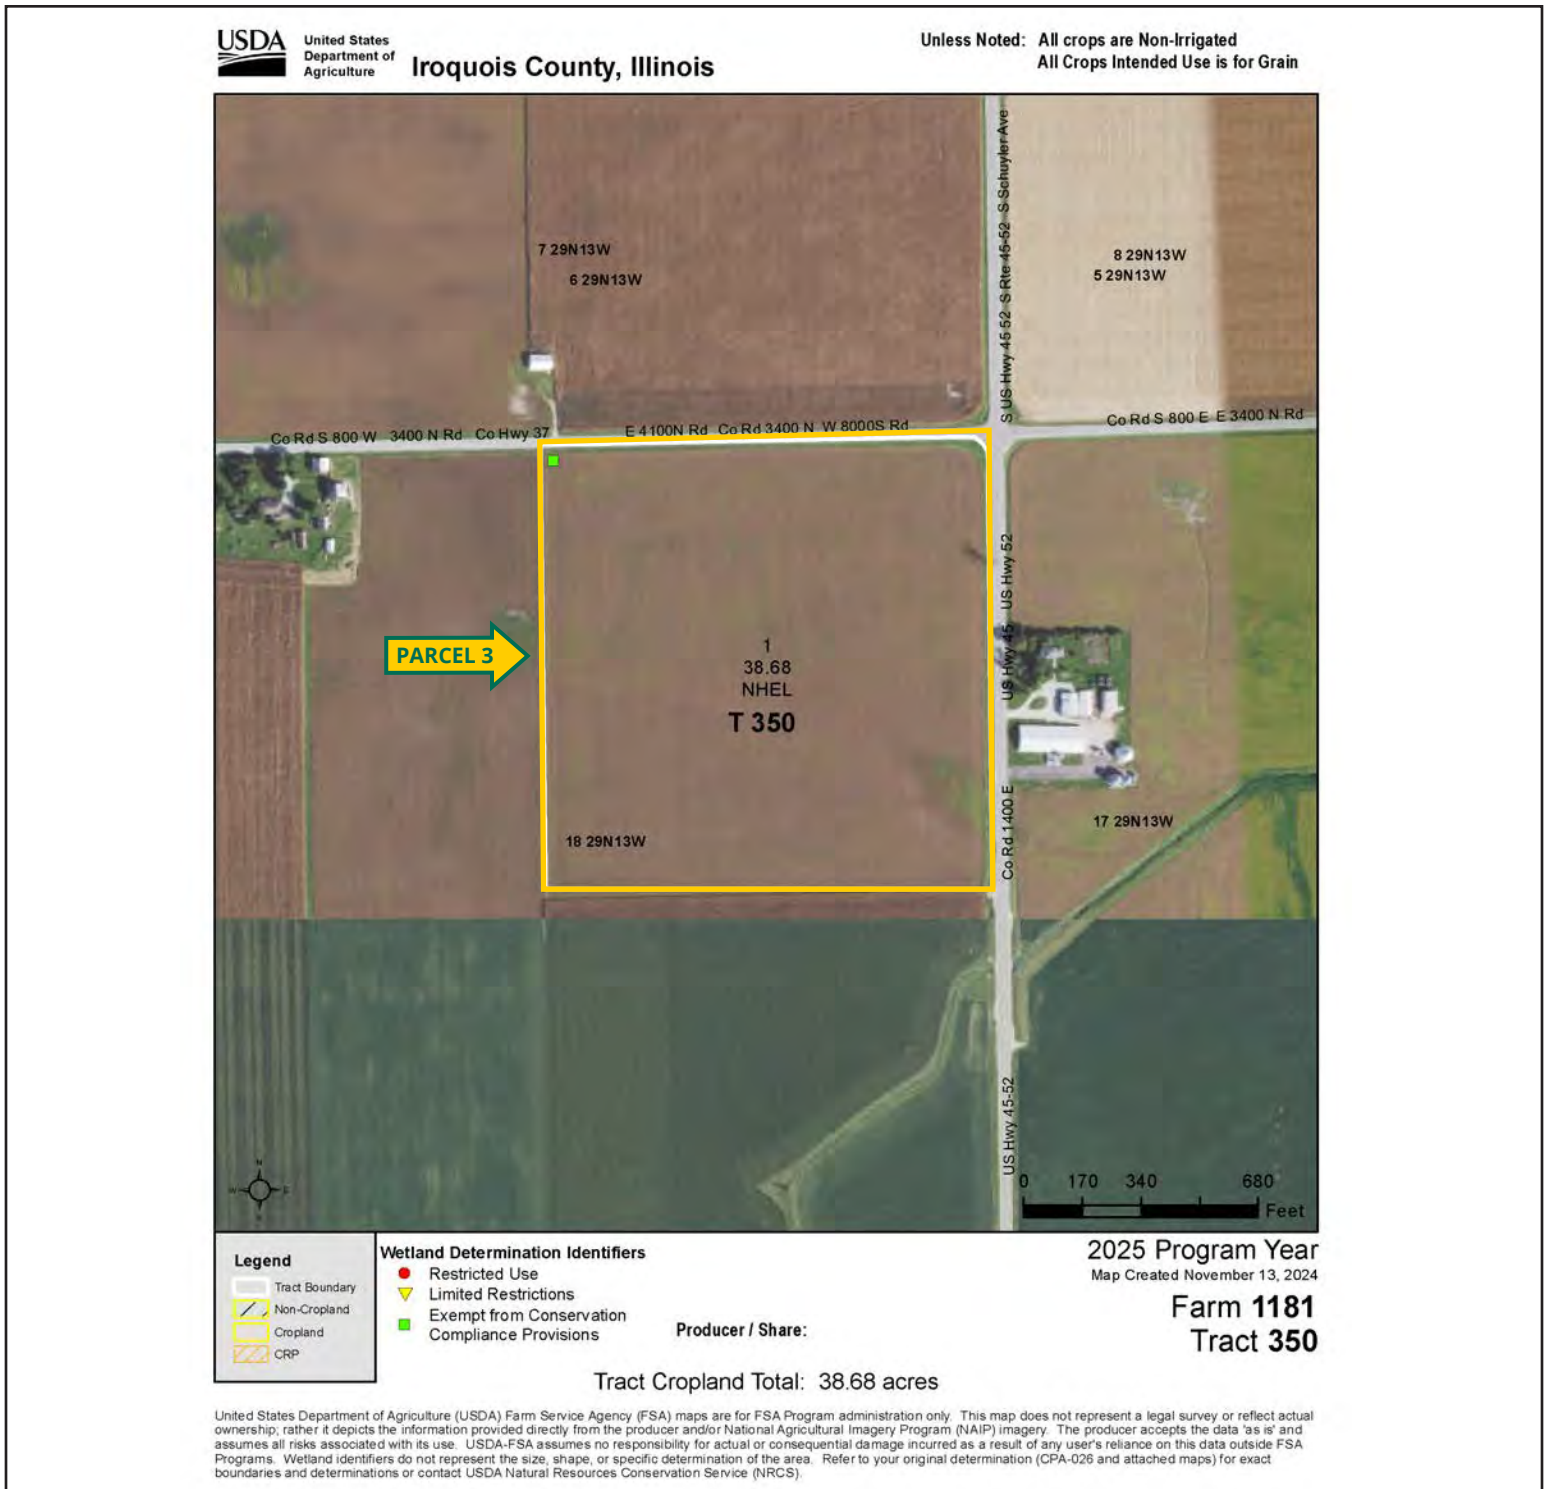 USDA
United States
Department of
Agriculture
Iroquois County, Illinois
Unless Noted: All crops are Non-Irrigated
All Crops Intended Use is for Grain
S US Hwy 45 52 S Rte 45-52 S Schuyler Ave
7 29N13W
6 29N13W
8 29N13W
5 29N13W
Co Rd S 800 W 3400 N Rd Co Hwy 37
E 4100N Rd Co Rd 3400 N W 8000S Rd
Co Rd S 800 E E 3400 N Rd
US Hwy 45 US Hwy 52
PARCEL 3
1
38.68
NHEL
T 350
18 29N13W
17 29N13W
Co Rd 1400 E
US Hwy 45-52
N
W
E
S
0 170 340 680
Feet
Legend
Tract Boundary
Non-Cropland
Cropland
CRP
Wetland Determination Identifiers
Restricted Use
Limited Restrictions
Exempt from Conservation
Compliance Provisions
Producer / Share:
2025 Program Year
Map Created November 13, 2024
Farm 1181
Tract 350
Tract Cropland Total: 38.68 acres
United States Department of Agriculture (USDA) Farm Service Agency (FSA) maps are for FSA Program administration only. This map does not represent a legal survey or reflect actual
ownership; rather it depicts the information provided directly from the producer and/or National Agricultural Imagery Program (NAIP) imagery. The producer accepts the data 'as is' and
assumes all risks associated with its use. USDA-FSA assumes no responsibility for actual or consequential damage incurred as a result of any user's reliance on this data outside FSA
Programs. Wetland identifiers do not represent the size, shape, or specific determination of the area. Refer to your original determination (CPA-026 and attached maps) for exact
boundaries and determinations or contact USDA Natural Resources Conservation Service (NRCS).